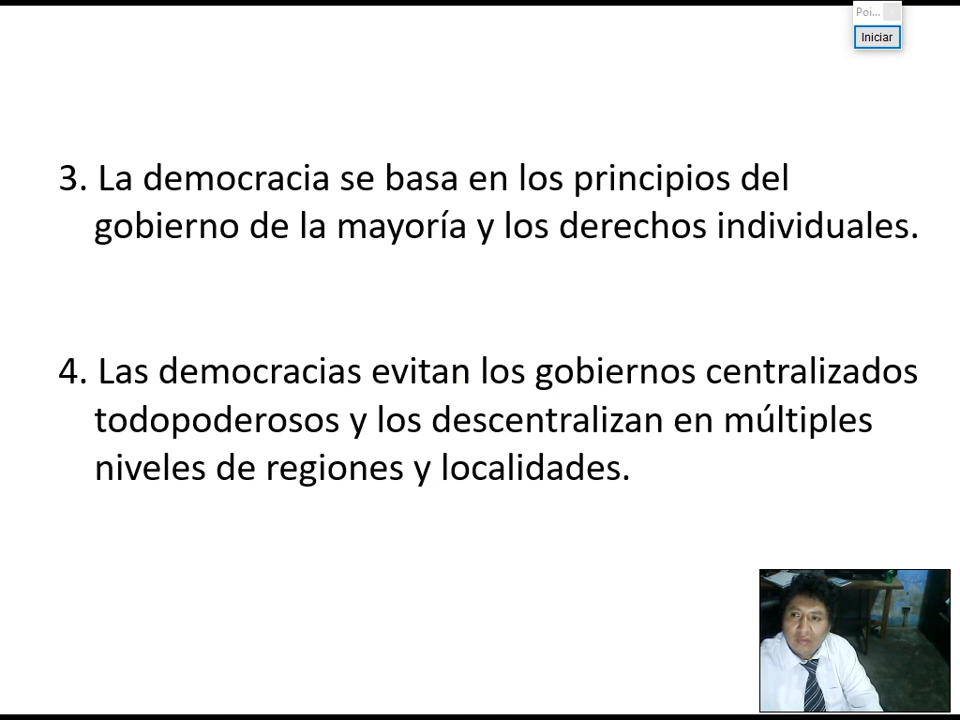 Poi...
Iniciar
3. La democracia se basa en los principios del
gobierno de la mayoría y los derechos individuales.
4. Las democracias evitan los gobiernos centralizados
todopoderosos y los descentralizan en múltiples
niveles de regiones y localidades.